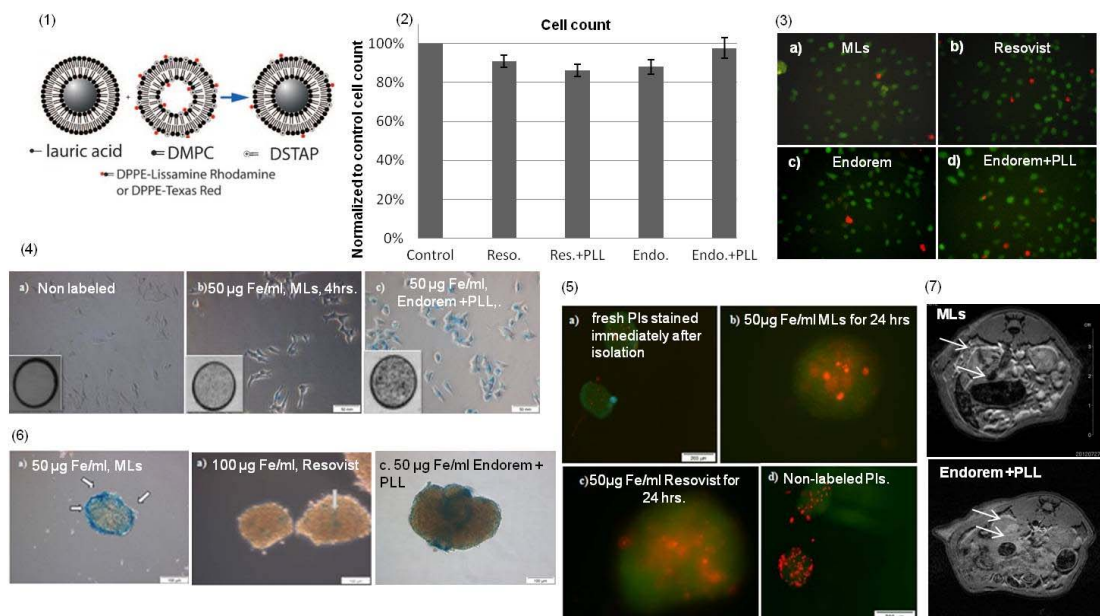 (1)
lauric acid
DMPC
DSTAP
DPPE-Lissamine Rhodamine
or DPPE-Texas Red
(2)
Cell count
Normalized to control cell count
100%
80%
60%
40%
20%
0%
Control
Reso.
Res.+PLL
Endo.
Endo.+PLL
(3)
a)
MLs
b)
Resovist
c)
Endorem
d)
Endorem+PLL
(4)
a) Non labeled
b) 50 µg Fe/ml, MLs, 4hrs.
c) 50 µg Fe/ml,
Endorem +PLL,.
(5)
a) fresh PIs stained
immediately after
isolation
b) 50µg Fe/ml MLs for 24 hrs
c) 50µg Fe/ml Resovist for
24 hrs.
d) Non-labeled PIs.
(6)
a) 50 µg Fe/ml, MLs
a) 100 µg Fe/ml, Resovist
c. 50 µg Fe/ml Endorem +
PLL
(7)
MLs
Endorem +PLL